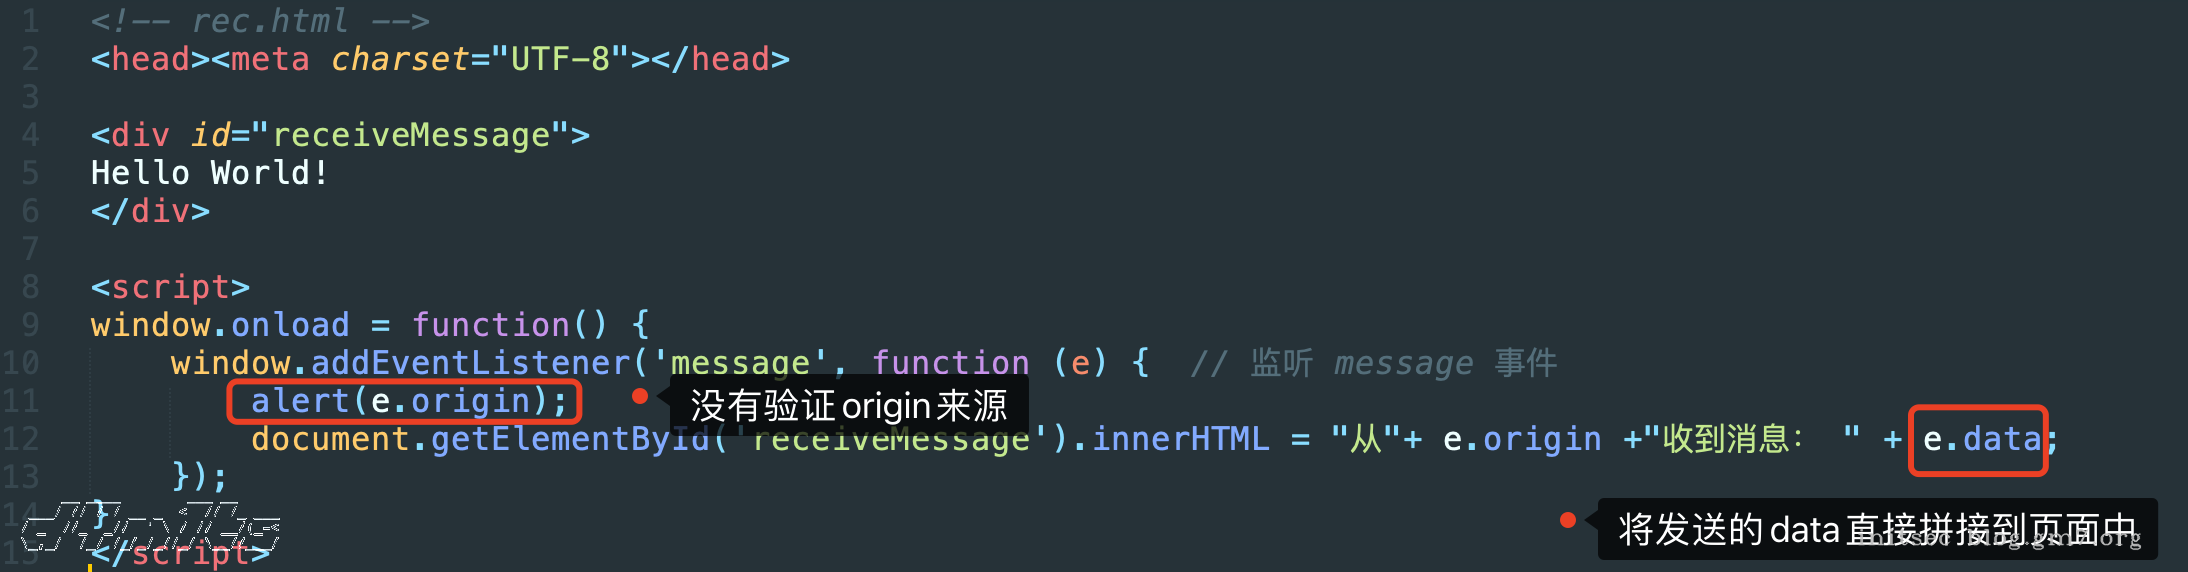 1 <!-- rec.html -->
2 <head><meta charset="UTF-8"></head>
3
4 <div id="receiveMessage">
5 Hello World!
6 </div>
7
8 <script>
9 window.onload = function() {
10 window.addEventListener('message', function (e) { // 监听 message 事件
11 alert(e.origin);
没有验证origin来源
12 document.getElementById('receiveMessage').innerHTML = "从"+ e.origin +"收到消息： " + e.data;
13 });
14 }
将发送的data直接拼接到页面中
15 </script>